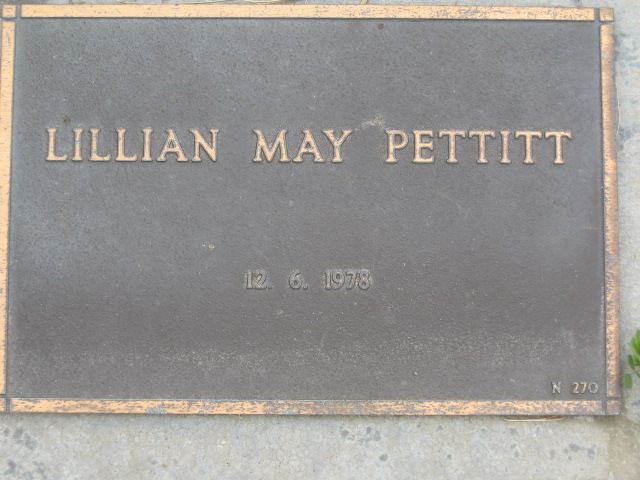 LILLIAN MAY PETTITT
12. 6. 1978
N 270